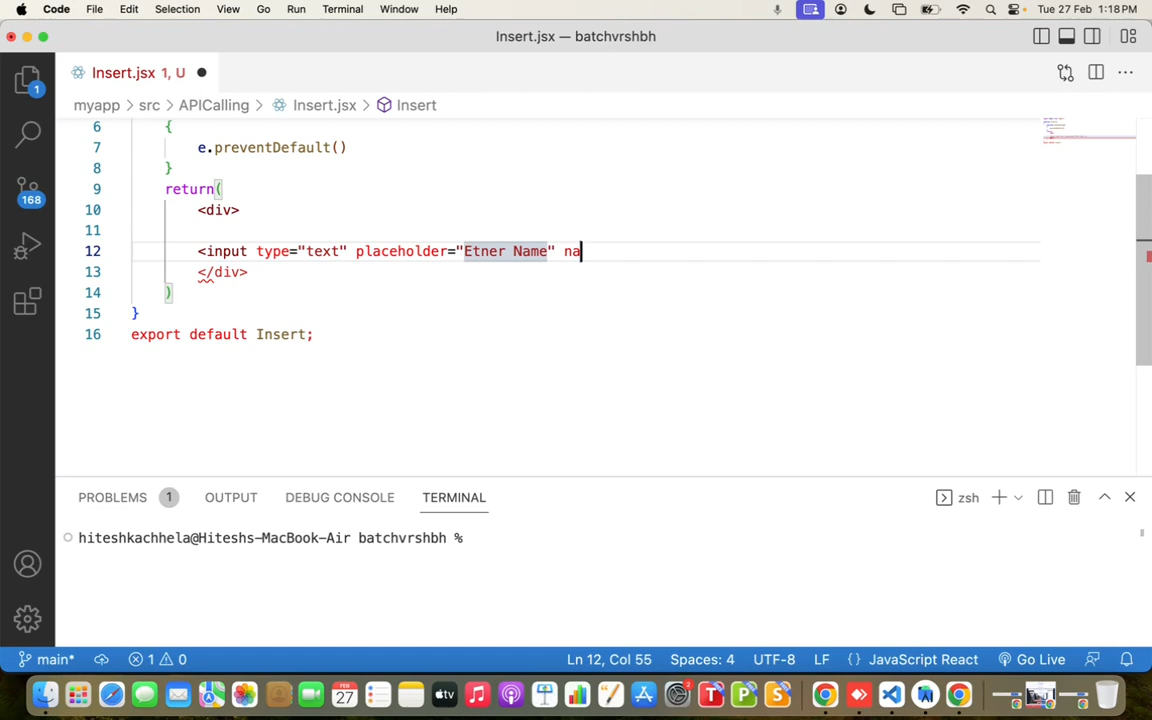 Code File Edit Selection View Go Run Terminal Window Help Tue 27 Feb 1:18 PM
Insert.jsx — batchvrshbh
Insert.jsx 1, U
myapp > src > APICalling > Insert.jsx > Insert
6 {
7 e.preventDefault()
8 }
9 return(
10 <div>
11
12 <input type="text" placeholder="Etner Name" na
13 </div>
14 )
15 }
16 export default Insert;
1
168
PROBLEMS 1 OUTPUT DEBUG CONSOLE TERMINAL zsh
hiteshkachhela@Hiteshs-MacBook-Air batchvrshbh %
main* 1 0 Ln 12, Col 55 Spaces: 4 UTF-8 LF {} JavaScript React Go Live
FEB
27
tv
2
T P S